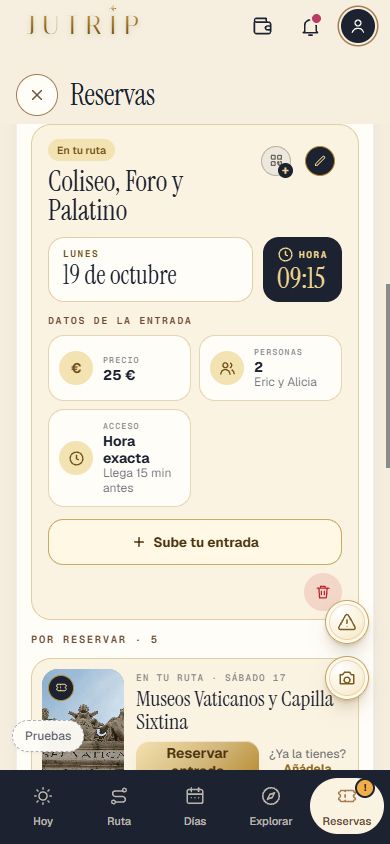 JUTRIP
Reservas
En tu ruta
Coliseo, Foro y
Palatino
LUNES
19 de octubre
HORA
09:15
DATOS DE LA ENTRADA
€
PRECIO
25 €
PERSONAS
2
Eric y Alicia
ACCESO
Hora
exacta
Llega 15 min
antes
+ Sube tu entrada
POR RESERVAR · 5
EN TU RUTA · SÁBADO 17
Museos Vaticanos y Capilla
Sixtina
Reservar
entrada
¿Ya la tienes?
Añádela
Pruebas
Hoy
Ruta
Días
Explorar
!
Reservas